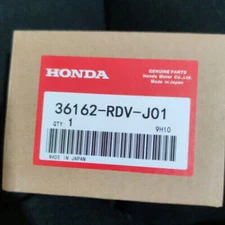 HONDA
GENUINE PARTS
Honda Motor Co., Ltd.
Made in Japan
36162-RDV-J01
QTY 1
9H10
MADE IN JAPAN